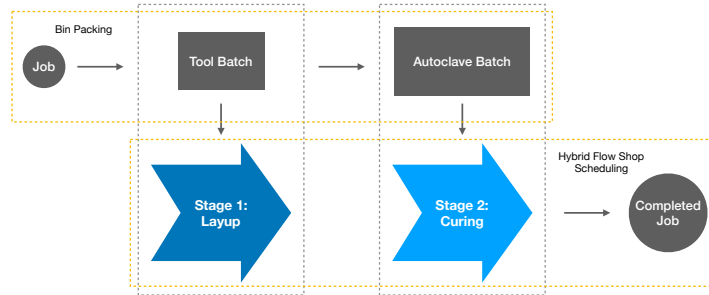 Bin Packing
Job
Tool Batch
Autoclave Batch
Stage 1:
Layup
Stage 2:
Curing
Hybrid Flow Shop
Scheduling
Completed
Job